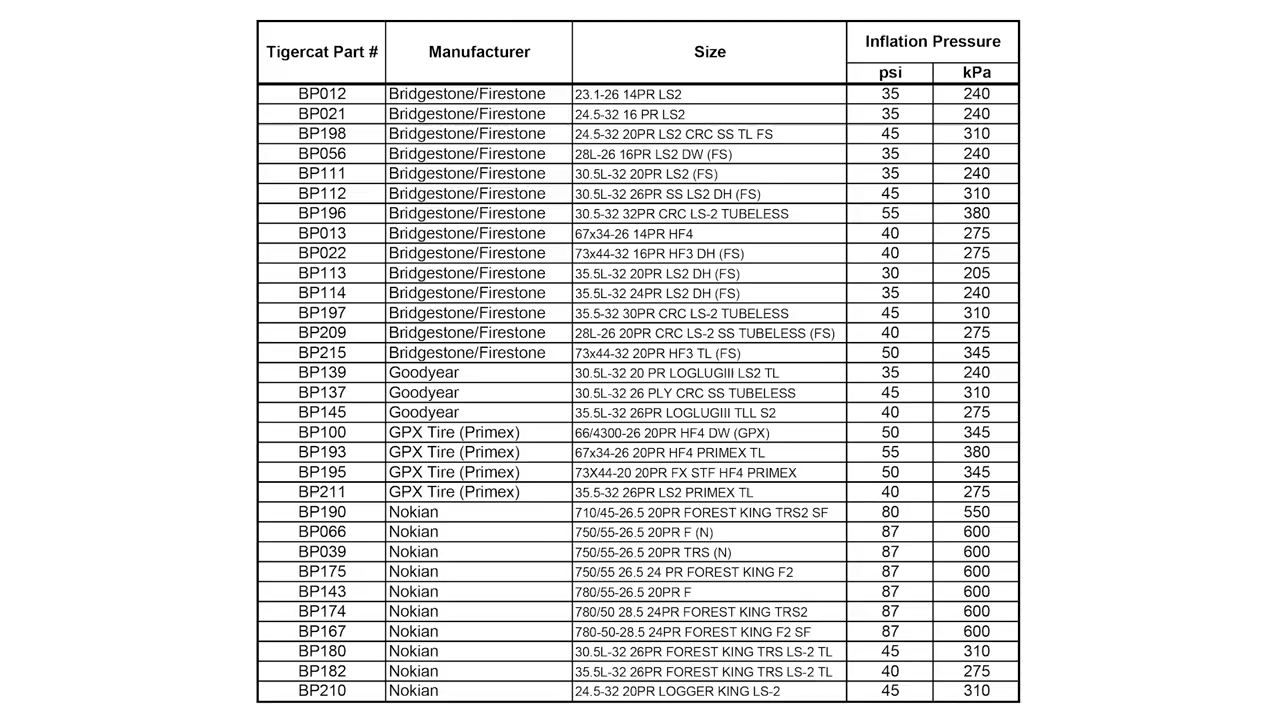 Tigercat Part # Manufacturer Size Inflation Pressure
psi kPa
BP012 Bridgestone/Firestone 23.1-26 14PR LS2 35 240
BP021 Bridgestone/Firestone 24.5-32 16 PR LS2 35 240
BP198 Bridgestone/Firestone 24.5-32 20PR LS2 CRC SS TL FS 45 310
BP056 Bridgestone/Firestone 28L-26 16PR LS2 DW (FS) 35 240
BP111 Bridgestone/Firestone 30.5L-32 20PR LS2 (FS) 35 240
BP112 Bridgestone/Firestone 30.5L-32 26PR SS LS2 DH (FS) 45 310
BP196 Bridgestone/Firestone 30.5-32 32PR CRC LS-2 TUBELESS 55 380
BP013 Bridgestone/Firestone 67x34-26 14PR HF4 40 275
BP022 Bridgestone/Firestone 73x44-32 16PR HF3 DH (FS) 40 275
BP113 Bridgestone/Firestone 35.5L-32 20PR LS2 DH (FS) 30 205
BP114 Bridgestone/Firestone 35.5L-32 24PR LS2 DH (FS) 35 240
BP197 Bridgestone/Firestone 35.5-32 30PR CRC LS-2 TUBELESS 45 310
BP209 Bridgestone/Firestone 28L-26 20PR CRC LS-2 SS TUBELESS (FS) 40 275
BP215 Bridgestone/Firestone 73x44-32 20PR HF3 TL (FS) 50 345
BP139 Goodyear 30.5L-32 20 PR LOGLUGIII LS2 TL 35 240
BP137 Goodyear 30.5L-32 26 PLY CRC SS TUBELESS 45 310
BP145 Goodyear 35.5L-32 26PR LOGLUGIII TLL S2 40 275
BP100 GPX Tire (Primex) 66/4300-26 20PR HF4 DW (GPX) 50 345
BP193 GPX Tire (Primex) 67x34-26 20PR HF4 PRIMEX TL 55 380
BP195 GPX Tire (Primex) 73X44-20 20PR FX STF HF4 PRIMEX 50 345
BP211 GPX Tire (Primex) 35.5-32 26PR LS2 PRIMEX TL 40 275
BP190 Nokian 710/45-26.5 20PR FOREST KING TRS2 SF 80 550
BP066 Nokian 750/55-26.5 20PR F (N) 87 600
BP039 Nokian 750/55-26.5 20PR TRS (N) 87 600
BP175 Nokian 750/55 26.5 24 PR FOREST KING F2 87 600
BP143 Nokian 780/55-26.5 20PR F 87 600
BP174 Nokian 780/50 28.5 24PR FOREST KING TRS2 87 600
BP167 Nokian 780-50-28.5 24PR FOREST KING F2 SF 87 600
BP180 Nokian 30.5L-32 26PR FOREST KING TRS LS-2 TL 45 310
BP182 Nokian 35.5L-32 26PR FOREST KING TRS LS-2 TL 40 275
BP210 Nokian 24.5-32 20PR LOGGER KING LS-2 45 310